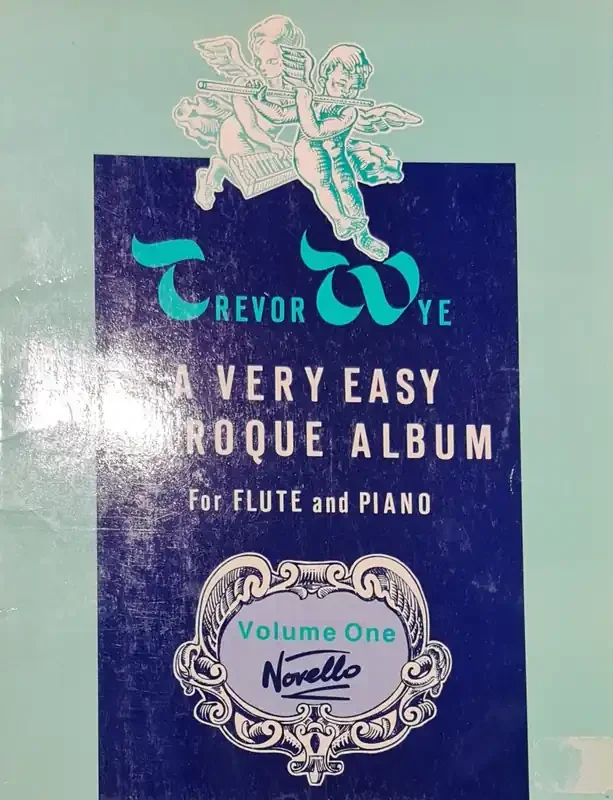 TREVOR WYE
A VERY EASY
ROQUE ALBUM
For FLUTE and PIANO
Volume One
Novello